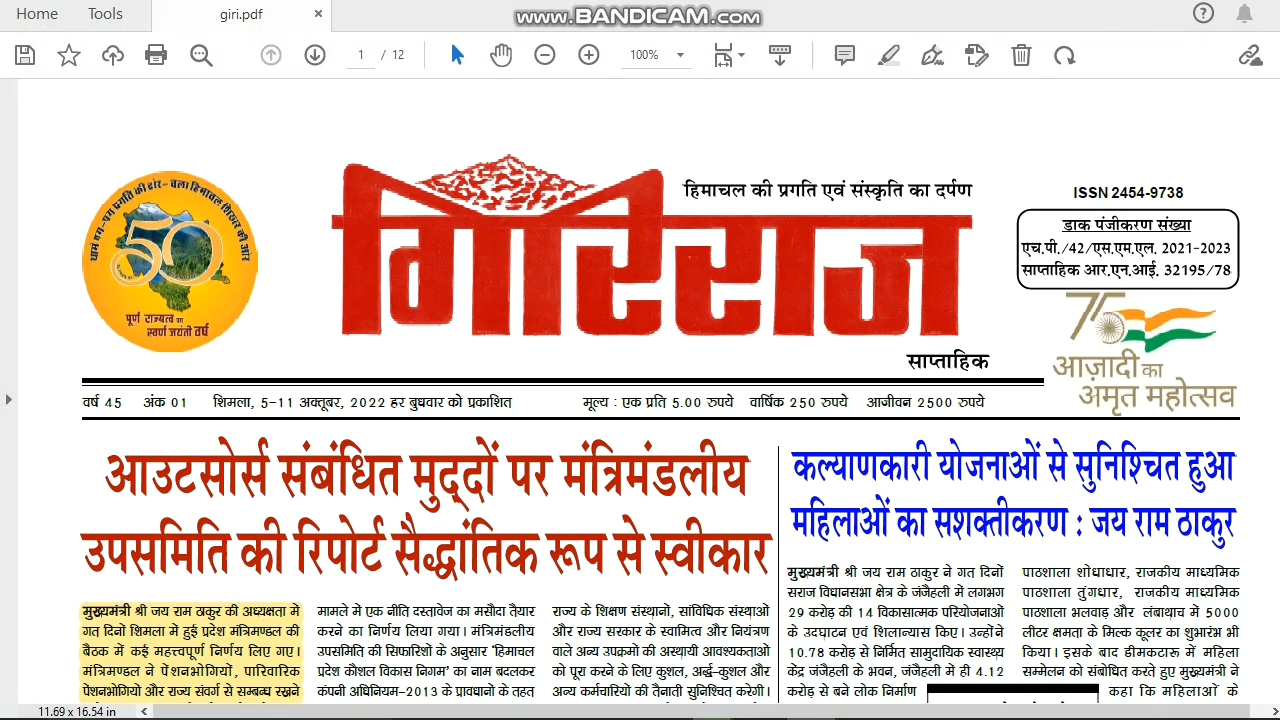 Home Tools giri.pdf ×
www.BANDICAM.com
1 / 12 100%
पूर्ण राज्यत्व का
स्वर्ण जयंती वर्ष
50
हिमाचल की प्रगति एवं संस्कृति का दर्पण
गिरिराज
साप्ताहिक
ISSN 2454-9738
डाक पंजीकरण संख्या
एच.पी./42/एस.एम.एल. 2021-2023
साप्ताहिक आर.एन.आई. 32195/78
75
आज़ादी का
अमृत महोत्सव
वर्ष 45 अंक 01 शिमला, 5-11 अक्तूबर, 2022 हर बुधवार को प्रकाशित मूल्य : एक प्रति 5.00 रुपये वार्षिक 250 रुपये आजीवन 2500 रुपये
आउटसोर्स संबंधित मुद्दों पर मंत्रिमंडलीय
उपसमिति की रिपोर्ट सैद्धांतिक रूप से स्वीकार
मुख्यमंत्री श्री जय राम ठाकुर की अध्यक्षता में
गत दिनों शिमला में हुई प्रदेश मंत्रिमण्डल की
बैठक में कई महत्त्वपूर्ण निर्णय लिए गए।
मंत्रिमण्डल ने पेंशनभोगियों, पारिवारिक
पेंशनभोगियों और राज्य संवर्ग से सम्बन्ध रखने
मामले में एक नीति दस्तावेज का मसौदा तैयार
करने का निर्णय लिया गया। मंत्रिमंडलीय
उपसमिति की सिफारिशों के अनुसार 'हिमाचल
प्रदेश कौशल विकास निगम' का नाम बदलकर
कंपनी अधिनियम-2013 के प्रावधानों के तहत
राज्य के शिक्षण संस्थानों, सांविधिक संस्थाओं
और राज्य सरकार के स्वामित्व और नियंत्रण
वाले अन्य उपक्रमों की अस्थायी आवश्यकताओं
को पूरा करने के लिए कुशल, अर्द्ध-कुशल और
अन्य कर्मचारियों की तैनाती सुनिश्चित करेगी।
कल्याणकारी योजनाओं से सुनिश्चित हुआ
महिलाओं का सशक्तीकरण : जय राम ठाकुर
मुख्यमंत्री श्री जय राम ठाकुर ने गत दिनों
सराज विधानसभा क्षेत्र के जंजैहली में लगभग
29 करोड़ की 14 विकासात्मक परियोजनाओं
के उदघाटन एवं शिलान्यास किए। उन्होंने
10.78 करोड़ से निर्मित सामुदायिक स्वास्थ्य
केंद्र जंजैहली के भवन, जंजैहली में ही 4.12
करोड़ से बने लोक निर्माण
पाठशाला शोधाधार, राजकीय माध्यमिक
पाठशाला तुंगधार, राजकीय माध्यमिक
पाठशाला भलवाड़ और लंबाथाच में 5000
लीटर क्षमता के मिल्क कूलर का शुभारंभ भी
किया। इसके बाद ढीमकटारू में महिला
सम्मेलन को संबोधित करते हुए मुख्यमंत्री ने
कहा कि महिलाओं के
11.69 x 16.54 in